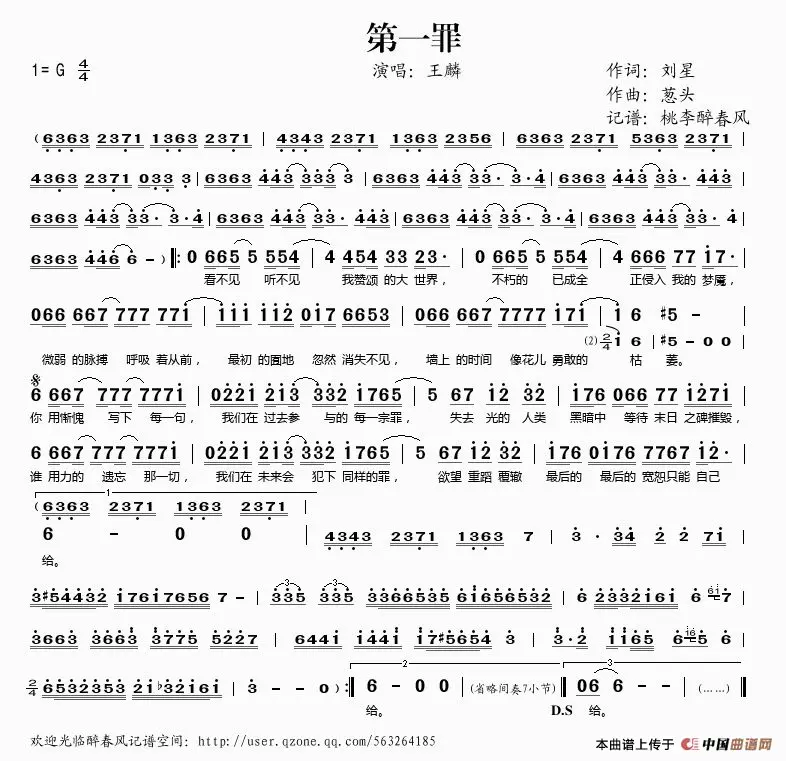 第一罪
1= G 4/4 演唱：王麟 作词：刘星
作曲：葱头
记谱：桃李醉春风
( 6363 2371 1363 2371 | 4343 2371 1363 2356 | 6363 2371 5363 2371 |
4363 2371 033 3 | 6363 443 333 3 | 6363 443 33· 3·4 | 6363 443 33· 443 |
6363 443 33· 3·4 | 6363 443 33· 443 | 6363 443 33· 3·4 | 6363 443 33· 3·4 |
6363 446 6 - ) ‖: 0 665 5 554 | 4 454 33 23· | 0 665 5 554 | 4 666 77 17· |
看不见 听不见 我赞颂 的大 世界， 不朽的 已成全 正侵入 我的 梦魇，
066 667 777 771 | 111 112 017 6653 | 066 667 7777 171 | 1 6 #5 - |
(2) 2/4 1 6 | #5 - 0 0 |
微弱 的脉搏 呼吸 着从前， 最初 的圄地 忽然 消失不见， 墙上 的时间 像花儿 勇敢的 枯 萎。
6 667 777 7771 | 0221 213 332 1765 | 5 67 12 32 | 176 066 77 1271 |
你 用惭愧 写下 每一句， 我们在 过去参 与的 每一宗罪， 失去 光的 人类 黑暗中 等待 末日 之碑摧毁，
6 667 777 7771 | 0221 213 332 1765 | 5 67 12 32 | 176 0176 7767 12· |
谁 用力的 遗忘 那一切， 我们在 未来会 犯下 同样的罪， 欲望 重蹈 覆辙 最后的 最后的 宽恕只能 自己
1
( 6363 2371 1363 2371 |
6 - 0 0 | 4343 2371 1363 7 | 3· 34 2 2 71 |
给。
3#54432 17617656 7 - | 335 335 3366535 61656532 | 6 2332161 6 61 7 |
3663 3663 3775 5227 | 6441 1441 17#5654 | 3·2 1165 6 16 5 6 |
2/4 6532353 21b32161 | 3 - - 0 ) :‖ 2 6 - 0 0 (省略间奏7小节) ‖ 3 06 6 - - | (……) ‖
给。 D.S 给。
欢迎光临醉春风记谱空间：http://user.qzone.qq.com/563264185
本曲谱上传于 中国曲谱网